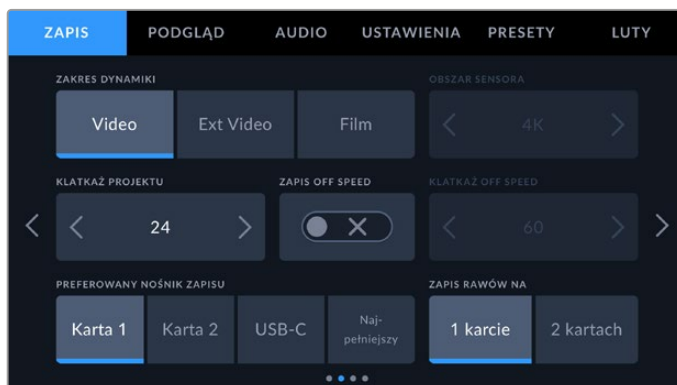 ZAPIS PODGLĄD AUDIO USTAWIENIA PRESETY LUTY
ZAKRES DYNAMIKI OBSZAR SENSORA
Video Ext Video Film 4K
KLATKAŻ PROJEKTU ZAPIS OFF SPEED KLATKAŻ OFF SPEED
24 60
PREFEROWANY NOŚNIK ZAPISU ZAPIS RAWÓW NA
Karta 1 Karta 2 USB-C Naj-
pełniejszy 1 karcie 2 kartach